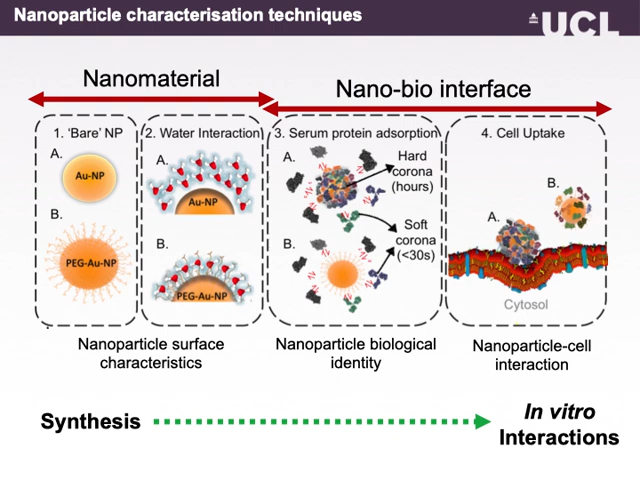 Nanoparticle characterisation techniques
UCL
Nanomaterial
Nano-bio interface
1. 'Bare' NP
2. Water Interaction
3. Serum protein adsorption
4. Cell Uptake
A.
Au-NP
B.
PEG-Au-NP
A.
Au-NP
B.
PEG-Au-NP
A.
Hard
corona
(hours)
Soft
corona
(<30s)
B.
B.
A.
Cytosol
Nanoparticle surface
characteristics
Nanoparticle biological
identity
Nanoparticle-cell
interaction
Synthesis
In vitro
Interactions